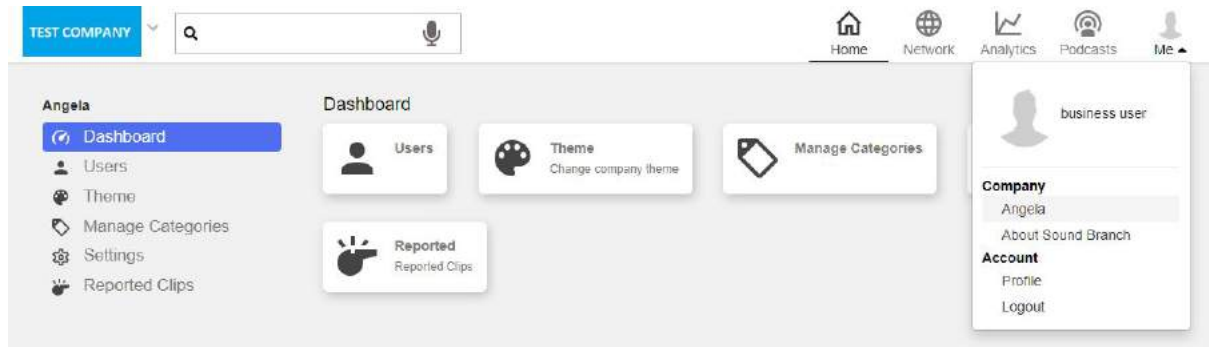 TEST COMPANY
Home
Network
Analytics
Podcasts
Me
business user
Company
Angela
About Sound Branch
Account
Profile
Logout
Angela
Dashboard
Users
Theme
Manage Categories
Settings
Reported Clips
Dashboard
Users
Theme
Change company theme
Manage Categories
Reported
Reported Clips